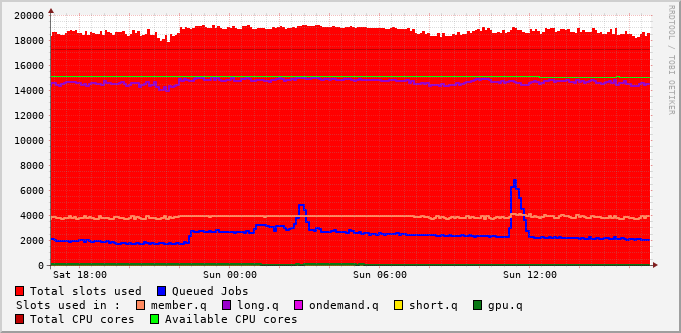 20000
18000
16000
14000
12000
10000
8000
6000
4000
2000
0
Sat 18:00 Sun 00:00 Sun 06:00 Sun 12:00
Total slots used Queued Jobs
Slots used in : member.q long.q ondemand.q short.q gpu.q
Total CPU cores Available CPU cores
RRDTOOL / TOBI OETIKER